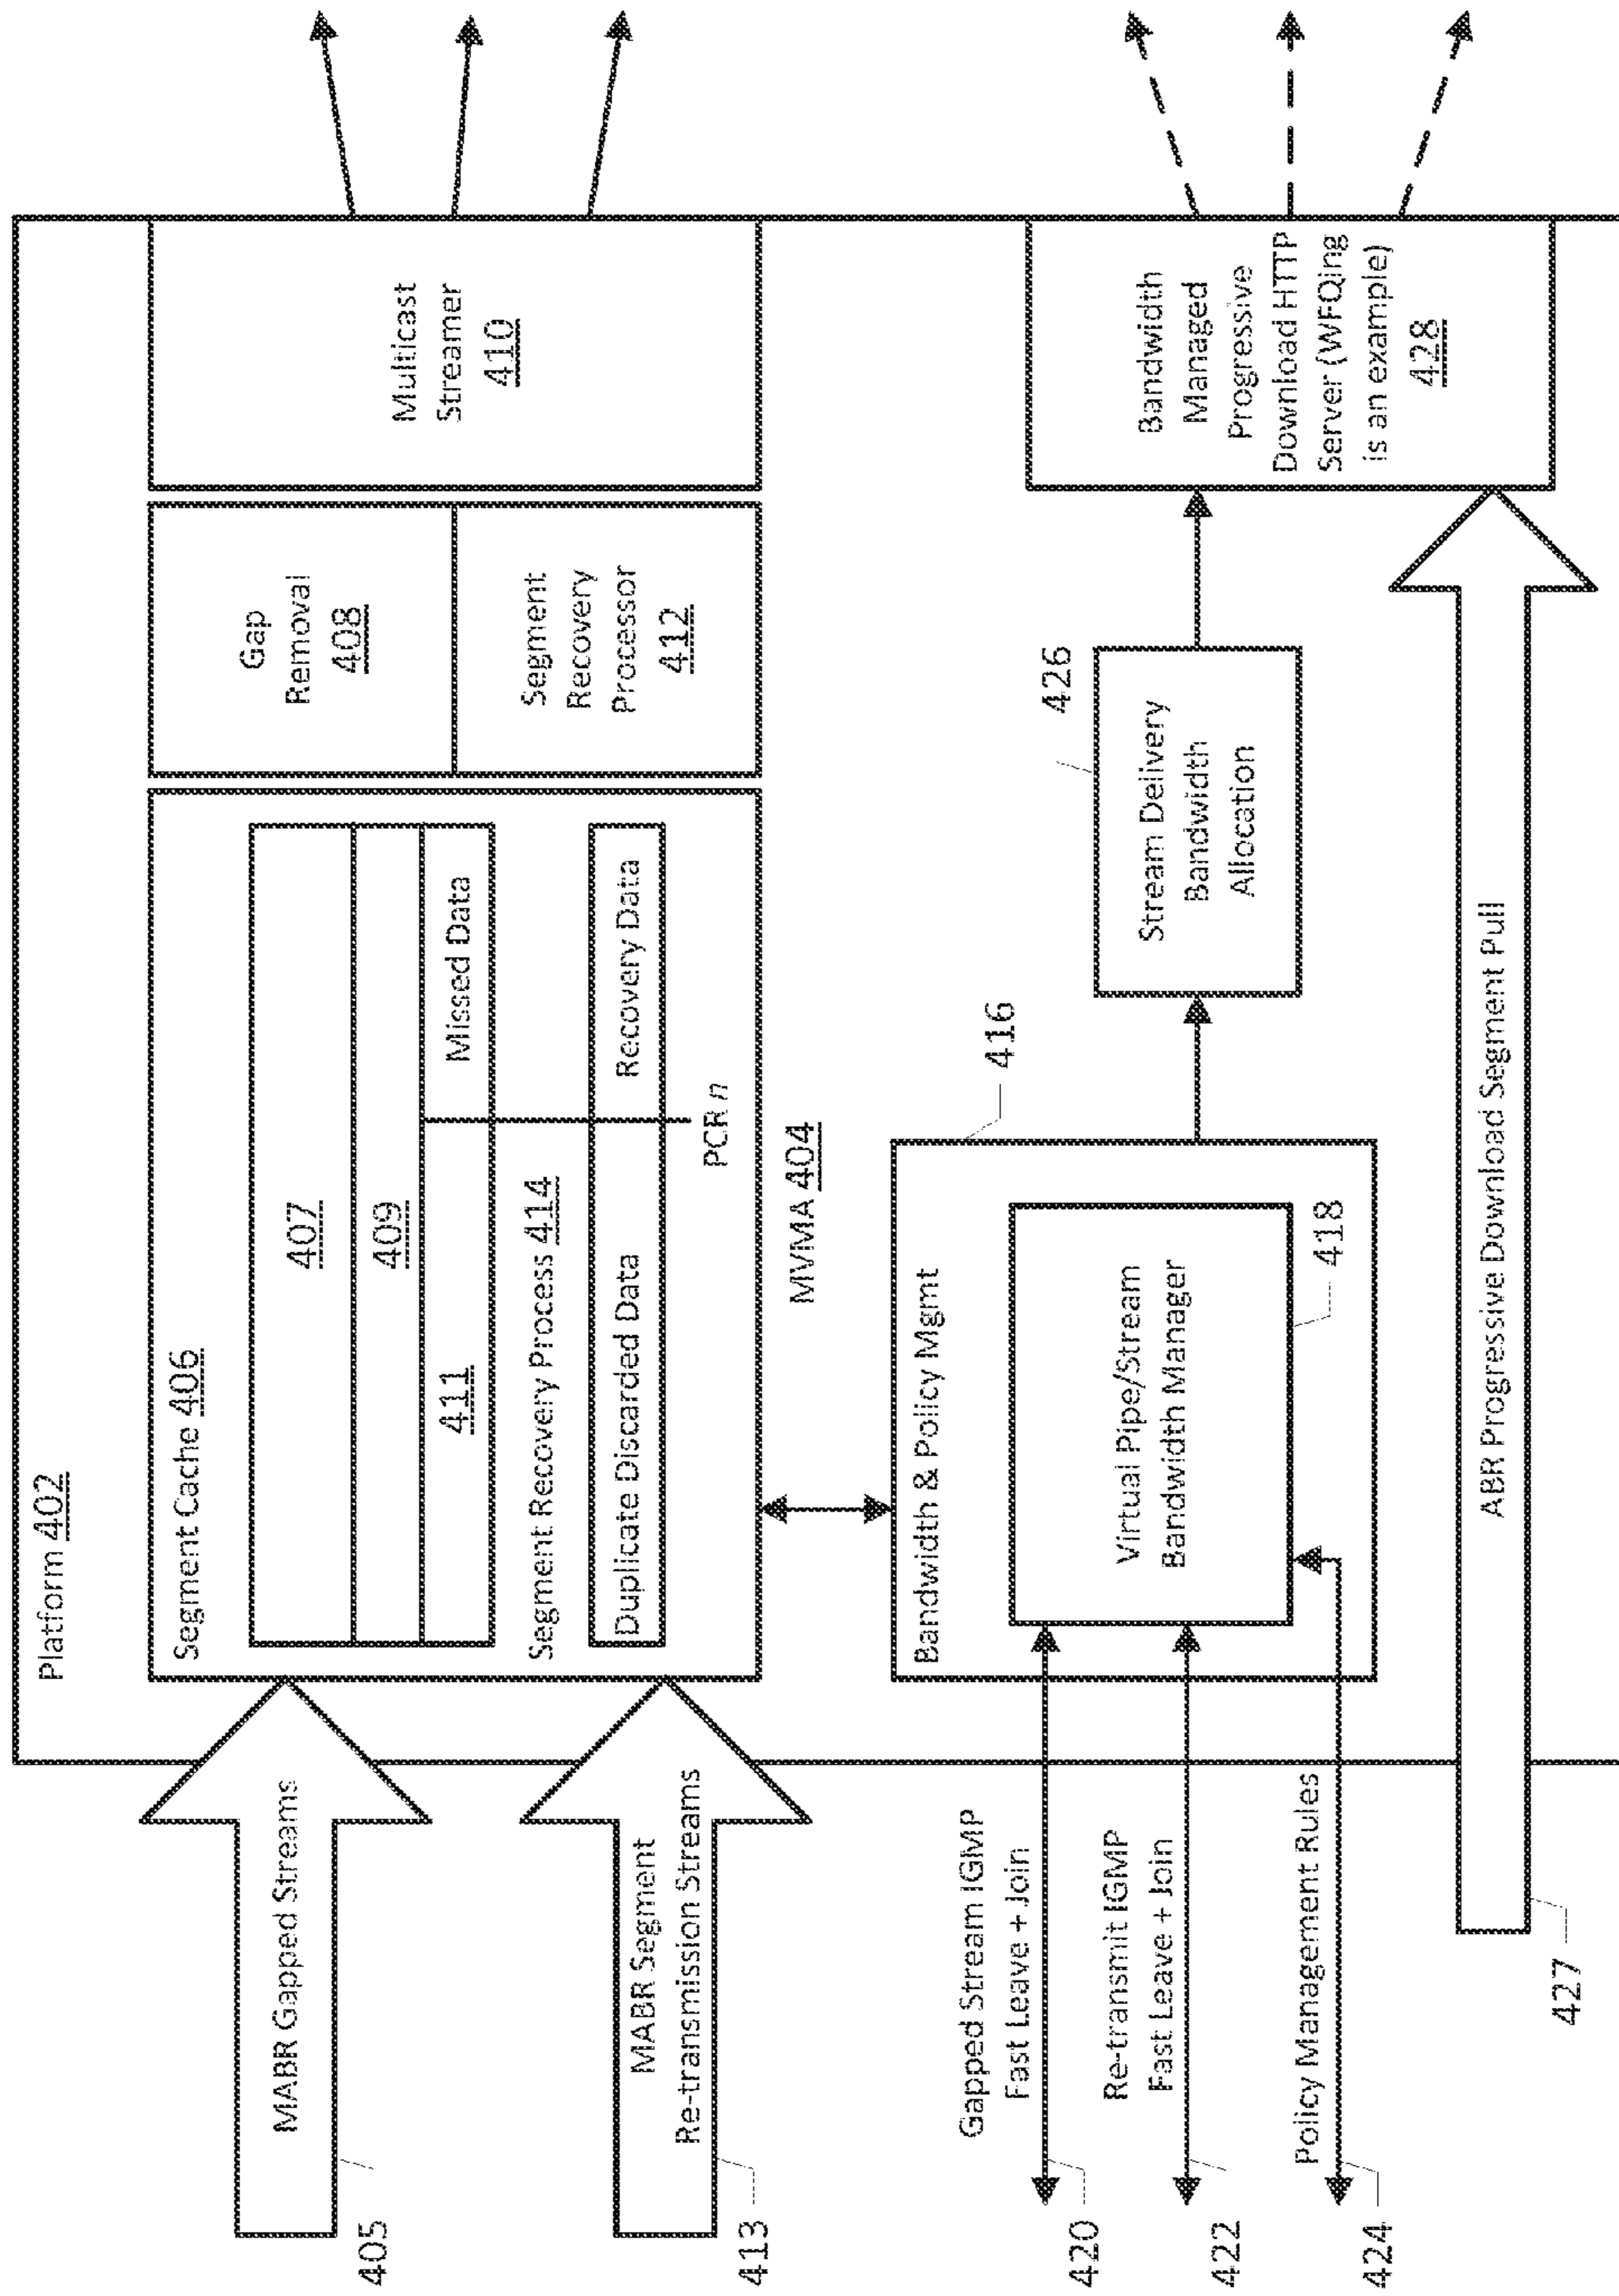 Platform 402
MABR Gapped Streams
405
MABR Segment
Re-transmission Streams
413
Segment Cache 406
407
409
411
Missed Data
Segment Recovery Process 414
Duplicate Discarded Data
Recovery Data
PCR n
MVMA 404
Gap
Removal
408
Segment
Recovery
Processor
412
Multicast
Streamer
410
Gapped Stream IGMP
Fast Leave + Join
420
Re-transmit IGMP
Fast Leave + Join
422
Policy Management Rules
424
Bandwidth & Policy Mgmt
416
Virtual Pipe/Stream
Bandwidth Manager
418
Stream Delivery
Bandwidth
Allocation
426
Bandwidth
Managed
Progressive
Download HTTP
Server (WFQing
is an example)
428
ABR Progressive Download Segment Pull
427